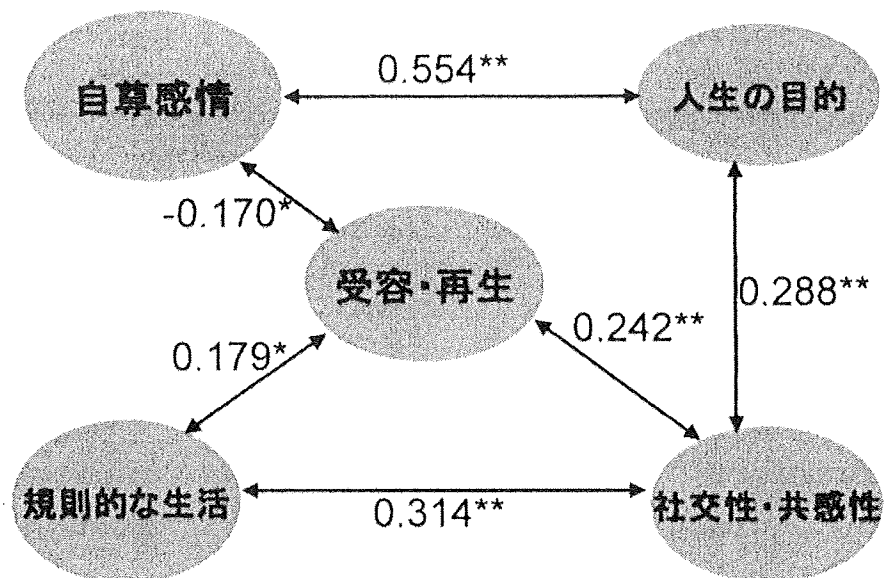 0.554**
自尊感情
人生の目的
-0.170*
受容・再生
0.288**
0.242**
0.179*
規則的な生活
社交性・共感性
0.314**